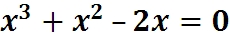 x³ + x² – 2x = 0